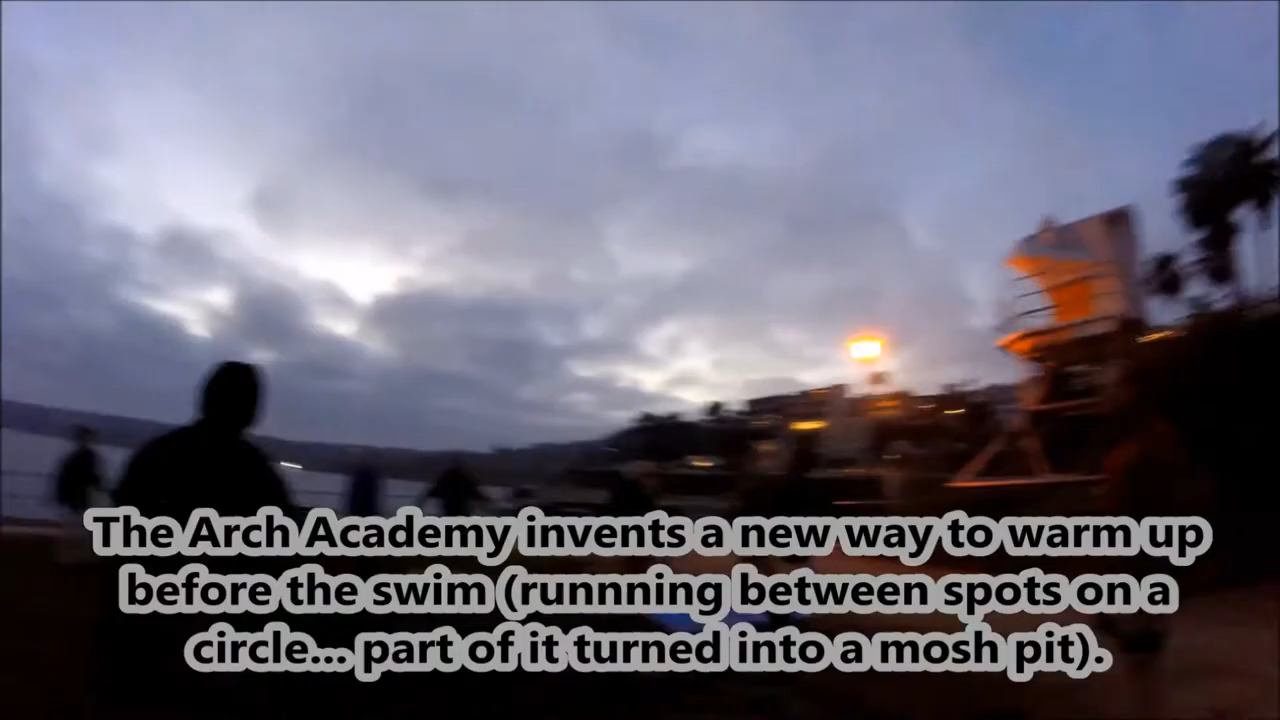 The Arch Academy invents a new way to warm up
before the swim (runnning between spots on a
circle... part of it turned into a mosh pit).